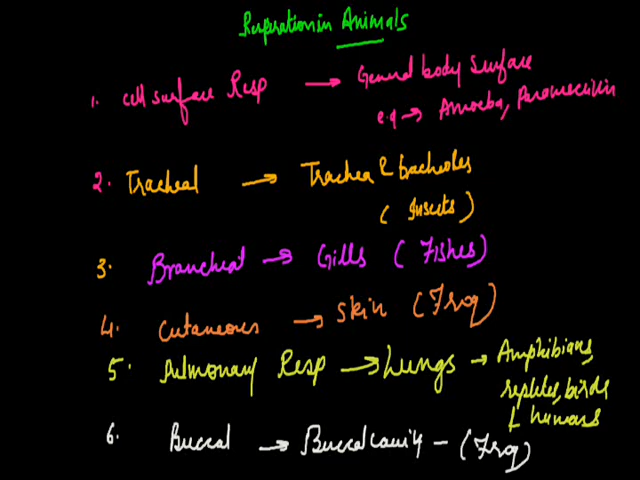 Respiration in Animals
1. Cell surface Resp → General body surface
e.g → Amoeba, Paramecium
2. Tracheal → Trachea & tracheoles
(Insects)
3. Branchial → Gills (Fishes)
4. Cutaneous → Skin (Frog)
5. Pulmonary Resp → Lungs → Amphibians,
reptiles, birds
& humans
6. Buccal → Buccal cavity - (Frog)